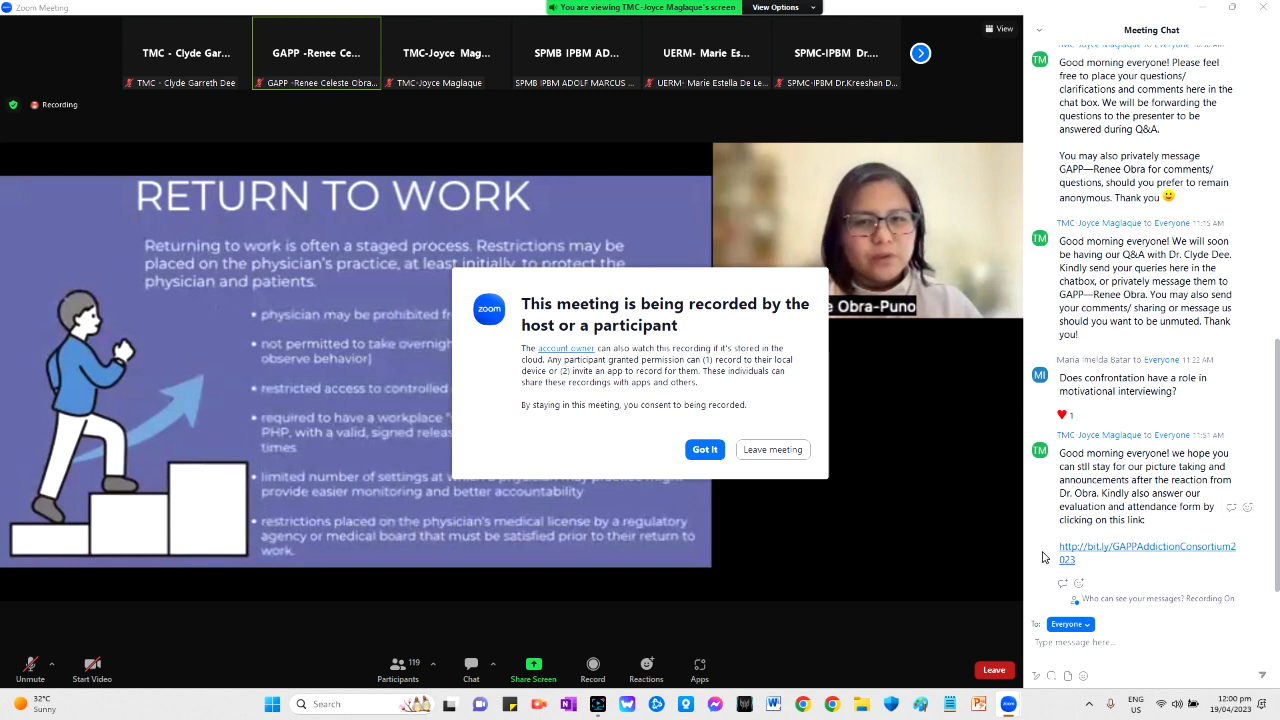 Zoom Meeting
You are viewing TMC-Joyce Maglaque's screen
View Options
View
TMC - Clyde Gar...
GAPP -Renee Ce...
TMC-Joyce Mag...
SPMB IPBM AD...
UERM- Marie Es...
SPMC-IPBM Dr....
TMC - Clyde Garreth Dee
GAPP -Renee Celeste Obra...
TMC-Joyce Maglaque
SPMB IPBM ADOLF MARCUS ...
UERM- Marie Estella De Le...
SPMC-IPBM Dr.Kreeshan D...
Recording
RETURN TO WORK
Returning to work is often a staged process. Restrictions may be
placed on the physician's practice, at least initially, to protect the
physician and patients.
physician may be prohibited
not permitted to take overnight
observe behavior)
restricted access to controlled
required to have a workplace
PHP, with a valid, signed
times
limited number of settings at
provide easier monitoring and better accountability
restrictions placed on the physician's medical license by a regulatory
agency or medical board that must be satisfied prior to their return to
work.
e Obra-Puno
zoom
This meeting is being recorded by the
host or a participant
The account owner can also watch this recording if it's stored in the
cloud. Any participant granted permission can (1) record to their local
device or (2) invite an app to record for them. These individuals can
share these recordings with apps and others.
By staying in this meeting, you consent to being recorded.
Got it
Leave meeting
Meeting Chat
TMC-Joyce Maglaque to Everyone 10:50 AM
TM
Good morning everyone! Please feel
free to place your questions/
clarifications and comments here in the
chat box. We will be forwarding the
questions to the presenter to be
answered during Q&A.
You may also privately message
GAPP—Renee Obra for comments/
questions, should you prefer to remain
anonymous. Thank you 🙂
TMC-Joyce Maglaque to Everyone 11:15 AM
TM
Good morning everyone! We will soon
be having our Q&A with Dr. Clyde Dee.
Kindly send your queries here in the
chatbox, or privately message them to
GAPP—Renee Obra. You may also send
your comments/ sharing or message us
should you want to be unmuted. Thank
you!
Maria Imelda Batar to Everyone 11:22 AM
MI
Does confrontation have a role in
motivational interviewing?
1
TMC-Joyce Maglaque to Everyone 11:51 AM
TM
Good morning everyone! we hope you
can stll stay for our picture taking and
announcements after the reaction from
Dr. Obra. Kindly also answer our
evaluation and attendance form by
clicking on this link:
http://bit.ly/GAPPAddictionConsortium2
023
Who can see your messages? Recording On
To:
Everyone
Type message here...
Unmute
Start Video
119
Participants
Chat
Share Screen
Record
Reactions
Apps
Leave
32°C
Sunny
Search
ENG
US
12:00 pm
19/04/2023